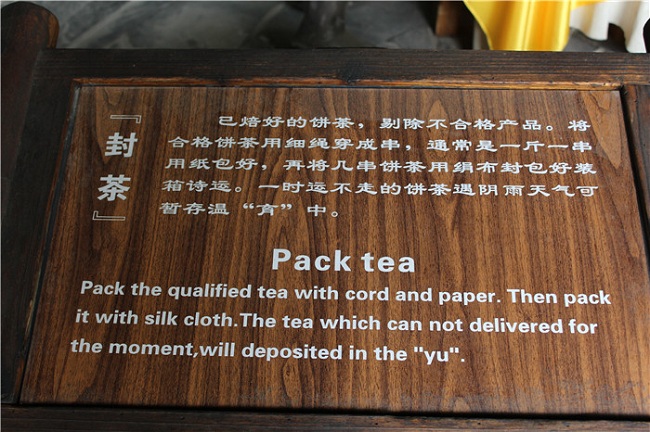 『封茶』
已焙好的饼茶，剔除不合格产品。将
合格饼茶用细绳穿成串，通常是一斤一串
用纸包好，再将几串饼茶用绢布封包好装
箱诗运。一时运不走的饼茶遇阴雨天气可
暂存温“育”中。
Pack tea
Pack the qualified tea with cord and paper. Then pack
it with silk cloth.The tea which can not delivered for
the moment,will deposited in the "yu".